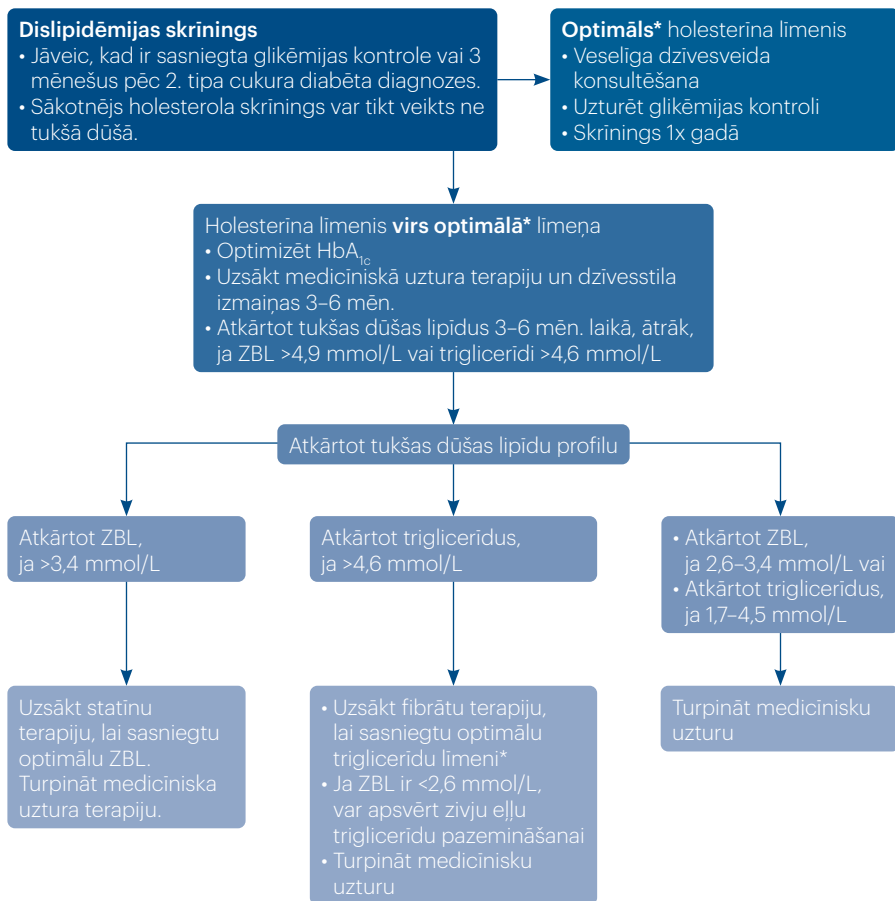 Dislipidēmijas skrīnings
• Jāveic, kad ir sasniegta glikēmijas kontrole vai 3
mēnešus pēc 2. tipa cukura diabēta diagnozes.
• Sākotnējs holesterola skrīnings var tikt veikts ne
tukšā dūšā.
Optimāls* holesterīna līmenis
• Veselīga dzīvesveida
konsultēšana
• Uzturēt glikēmijas kontroli
• Skrīnings 1x gadā
Holesterīna līmenis virs optimālā* līmeņa
• Optimizēt HbA1c
• Uzsākt medicīniskā uztura terapiju un dzīvesstila
izmaiņas 3–6 mēn.
• Atkārtot tukšas dūšas lipīdus 3–6 mēn. laikā, ātrāk,
ja ZBL >4,9 mmol/L vai triglicerīdi >4,6 mmol/L
Atkārtot tukšas dūšas lipīdu profilu
Atkārtot ZBL,
ja >3,4 mmol/L
Atkārtot triglicerīdus,
ja >4,6 mmol/L
• Atkārtot ZBL,
ja 2,6–3,4 mmol/L vai
• Atkārtot triglicerīdus,
ja 1,7–4,5 mmol/L
Uzsākt statīnu
terapiju, lai sasniegtu
optimālu ZBL.
Turpināt medicīniska
uztura terapiju.
• Uzsākt fibrātu terapiju,
lai sasniegtu optimālu
triglicerīdu līmeni*
• Ja ZBL ir <2,6 mmol/L,
var apsvērt zivju eļļu
triglicerīdu pazemināšanai
• Turpināt medicīnisku
uzturu
Turpināt medicīnisku
uzturu